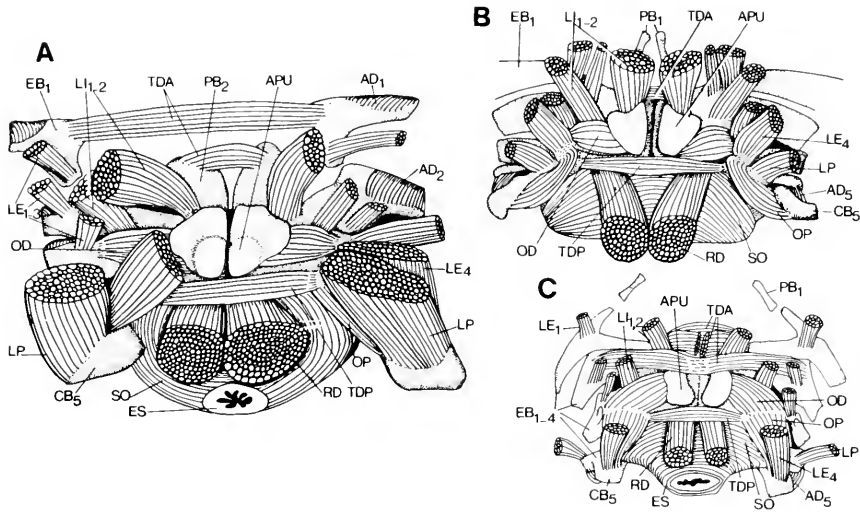 A
EB1 LI1-2 TDA PB2 APU AD1
AD2
LE1-3
OD
LE4
LP
LP
OP
CB5 SO RD TDP
ES
B
EB1 LI1-2 PB1 TDA APU
LE4
LP
AD5
CB5
OD TDP RD SO OP
C
PB1
APU TDA
LE1 LI1,2
OD
EB1-4 OP
LP
LE4
CB5 RD ES TDP SO AD5